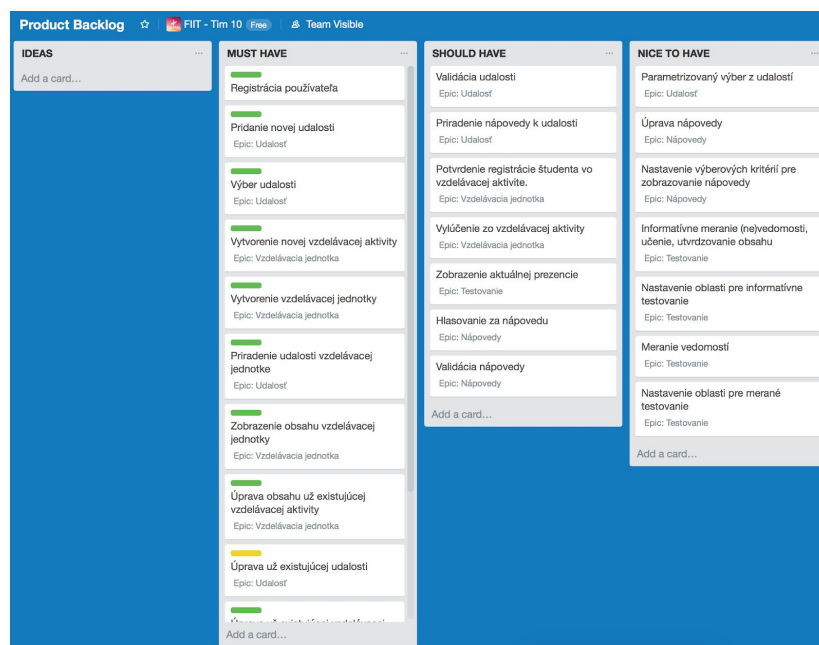 Product Backlog
FIIT - Tim 10 Free
Team Visible
IDEAS
Add a card…
MUST HAVE
Registrácia používateľa
Pridanie novej udalosti
Epic: Udalosť
Výber udalosti
Epic: Udalosť
Vytvorenie novej vzdelávacej aktivity
Epic: Vzdelávacia jednotka
Vytvorenie vzdelávacej jednotky
Epic: Vzdelávacia jednotka
Priradenie udalosti vzdelávacej
jednotke
Epic: Udalosť
Zobrazenie obsahu vzdelávacej
jednotky
Epic: Vzdelávacia jednotka
Úprava obsahu už existujúcej
vzdelávacej aktivity
Epic: Vzdelávacia jednotka
Úprava už existujúcej udalosti
Epic: Udalosť
Add a card…
SHOULD HAVE
Validácia udalosti
Epic: Udalosť
Priradenie nápovedy k udalosti
Epic: Udalosť
Potvrdenie registrácie študenta vo
vzdelávacej aktivite.
Epic: Vzdelávacia jednotka
Vylúčenie zo vzdelávacej aktivity
Epic: Vzdelávacia jednotka
Zobrazenie aktuálnej prezencie
Epic: Testovanie
Hlasovanie za nápovedu
Epic: Nápovedy
Validácia nápovedy
Epic: Nápovedy
Add a card…
NICE TO HAVE
Parametrizovaný výber z udalostí
Epic: Udalosť
Úprava nápovedy
Epic: Nápovedy
Nastavenie výberových kritérií pre
zobrazovanie nápovedy
Epic: Nápovedy
Informatívne meranie (ne)vedomosti,
učenie, utvrdzovanie obsahu
Epic: Testovanie
Nastavenie oblasti pre informatívne
testovanie
Epic: Testovanie
Meranie vedomostí
Epic: Testovanie
Nastavenie oblasti pre merané
testovanie
Epic: Testovanie
Add a card…